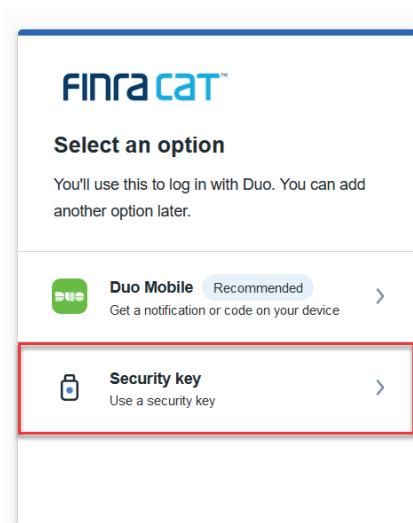 FINRA CAT™
Select an option
You'll use this to log in with Duo. You can add
another option later.
DUO
Duo Mobile Recommended
Get a notification or code on your device
Security key
Use a security key